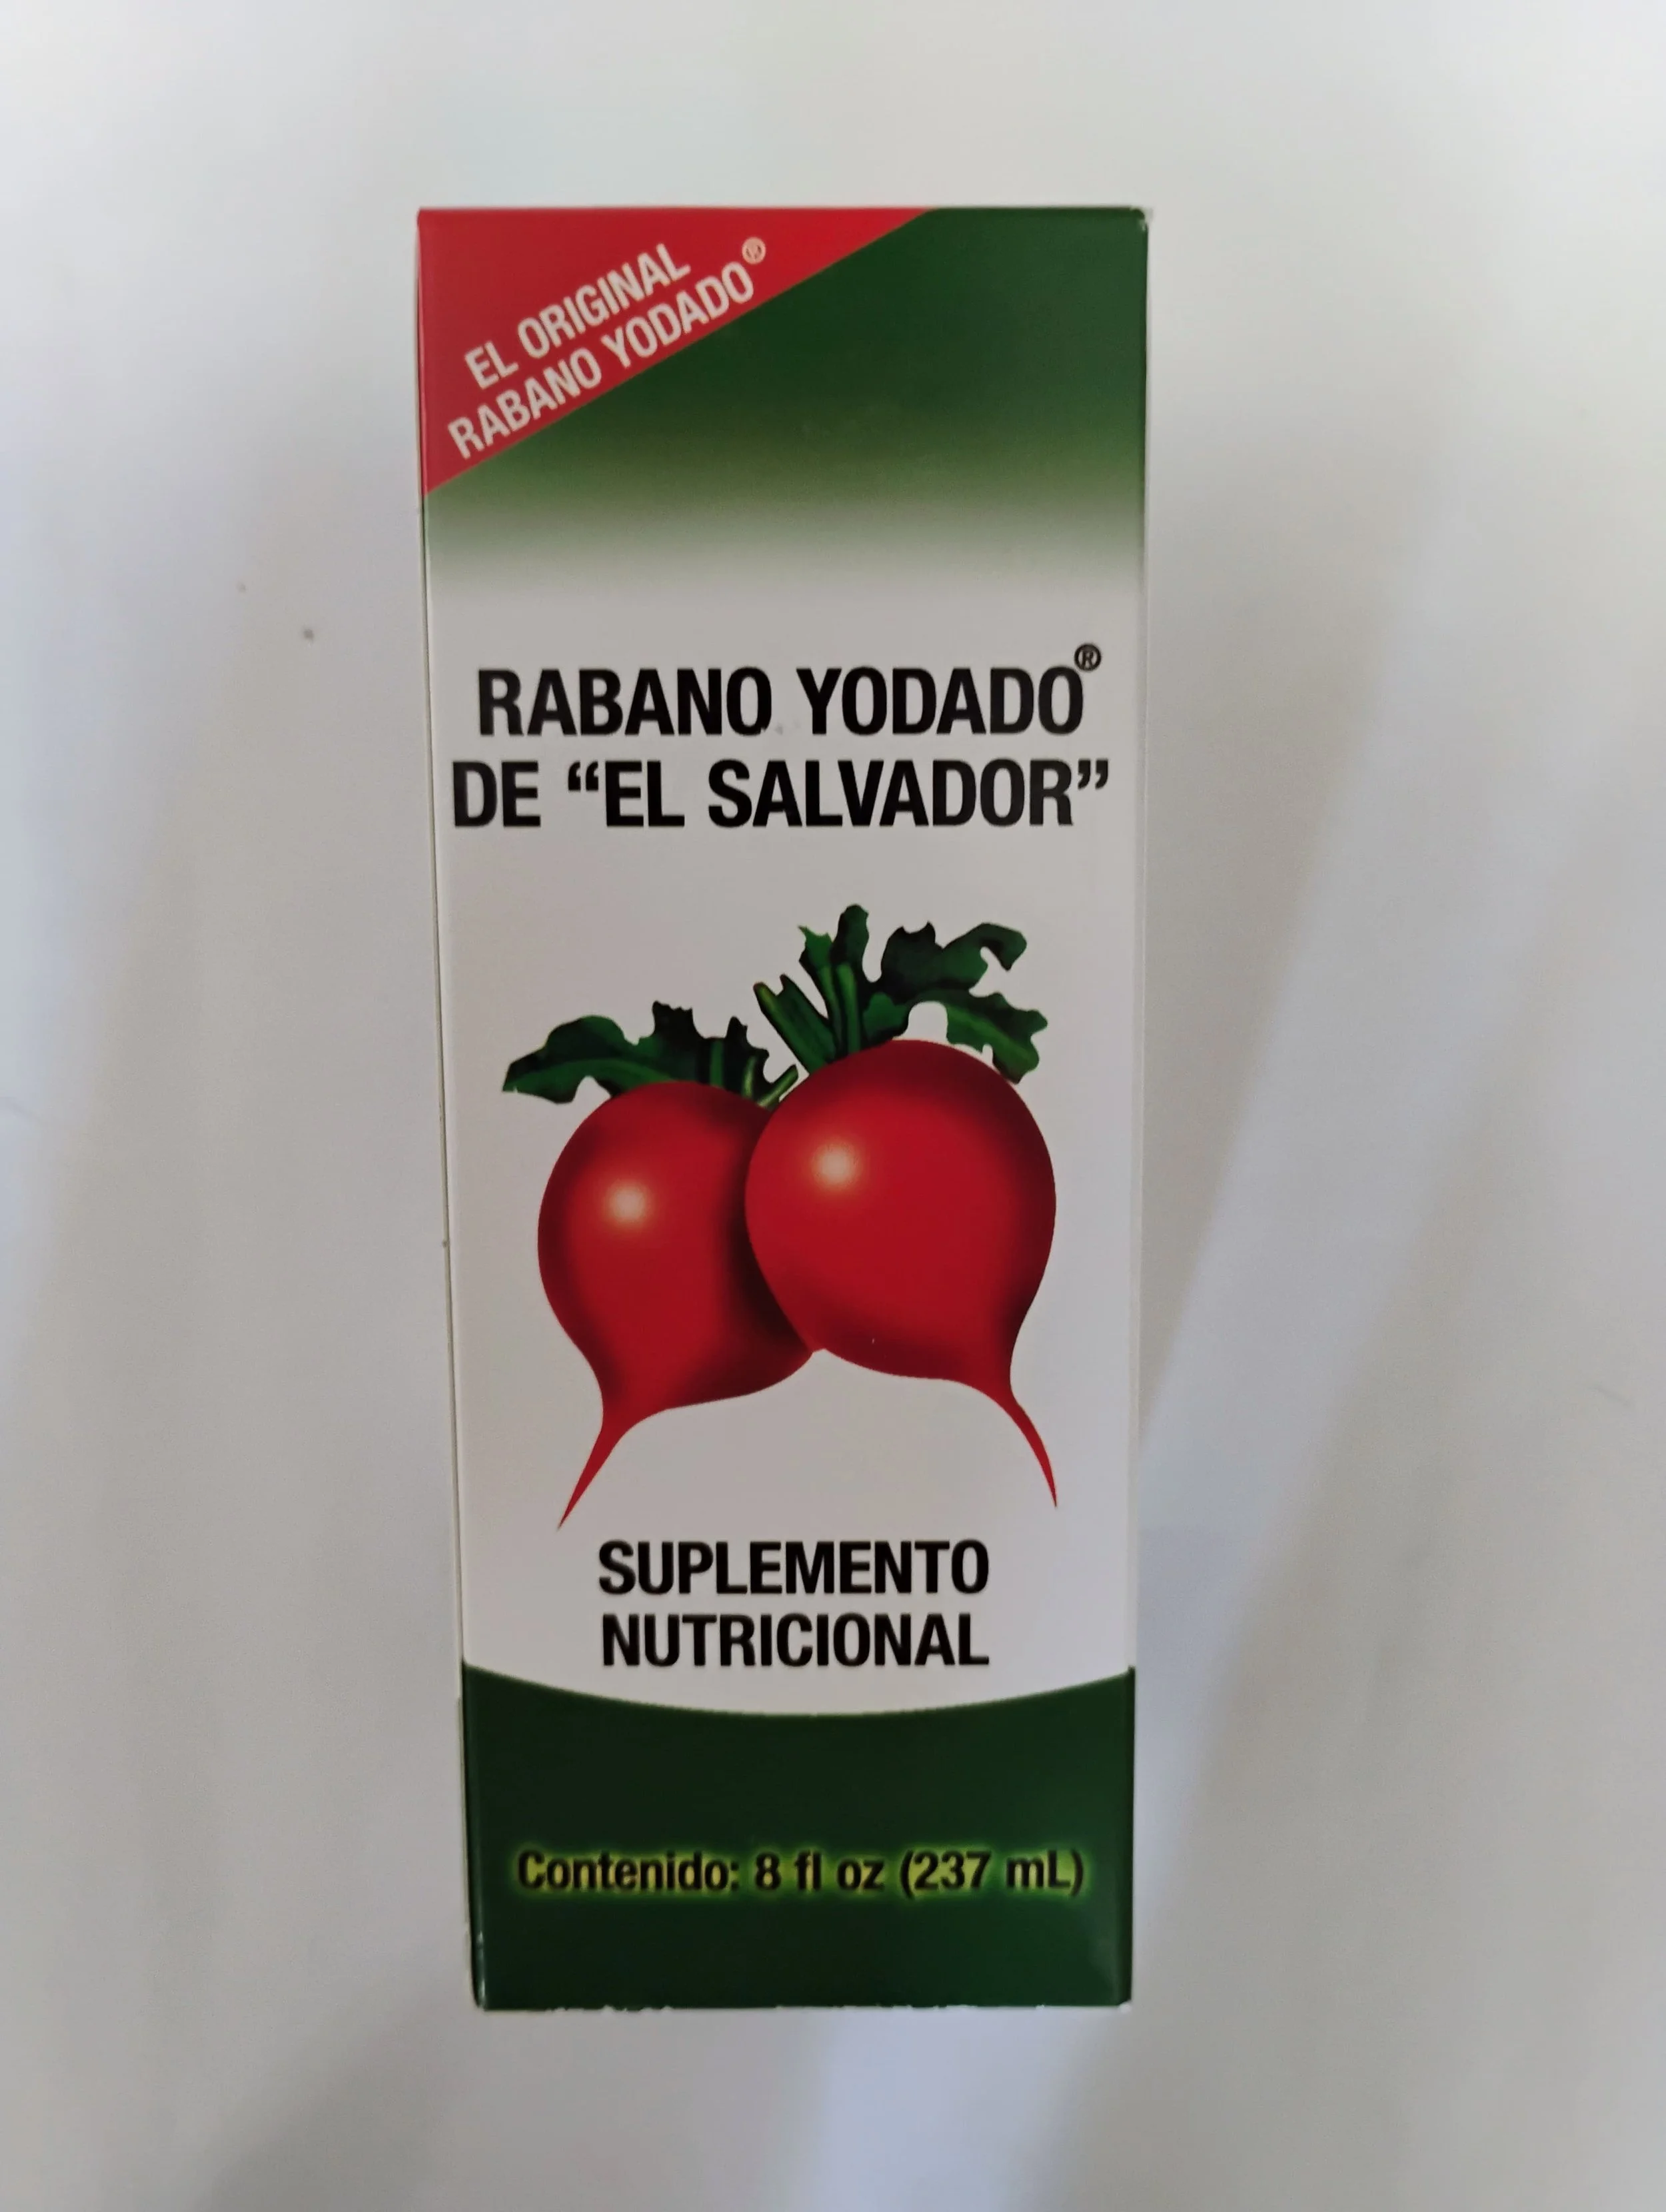 EL ORIGINAL
RABANO YODADO®
RABANO YODADO®
DE “EL SALVADOR”
SUPLEMENTO
NUTRICIONAL
Contenido: 8 fl oz (237 mL)